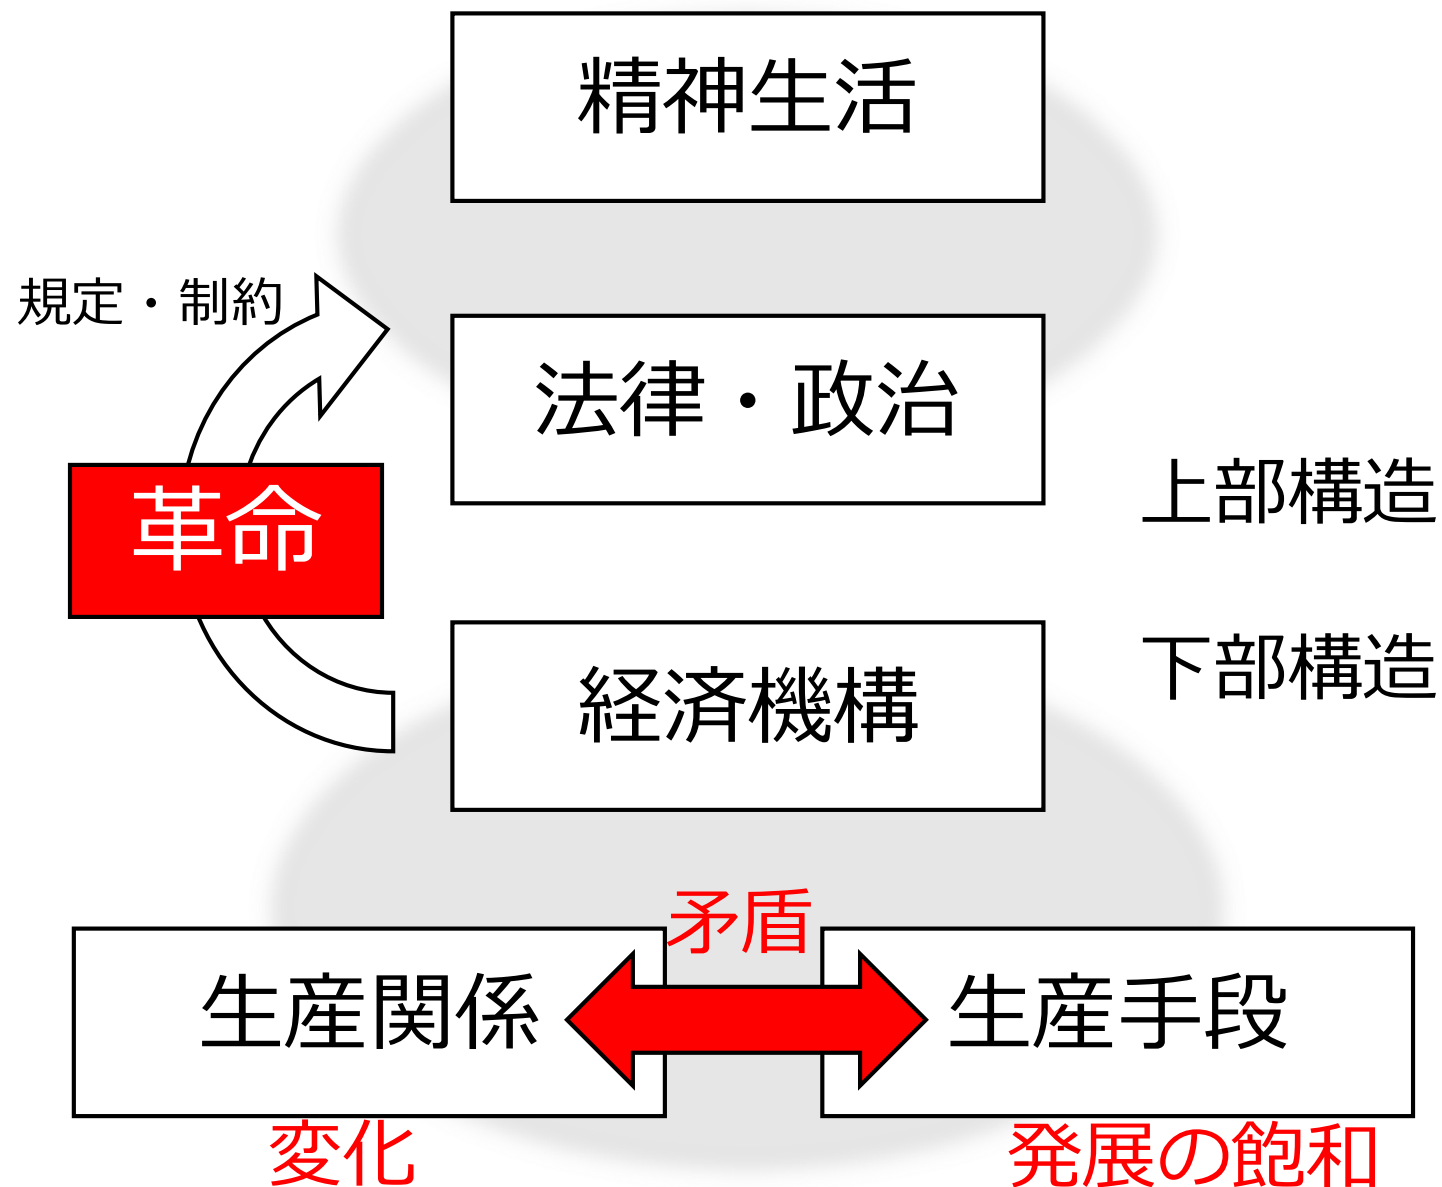 精神生活
規定・制約
法律・政治
上部構造
革命
下部構造
経済機構
矛盾
生産関係
生産手段
変化
発展の飽和